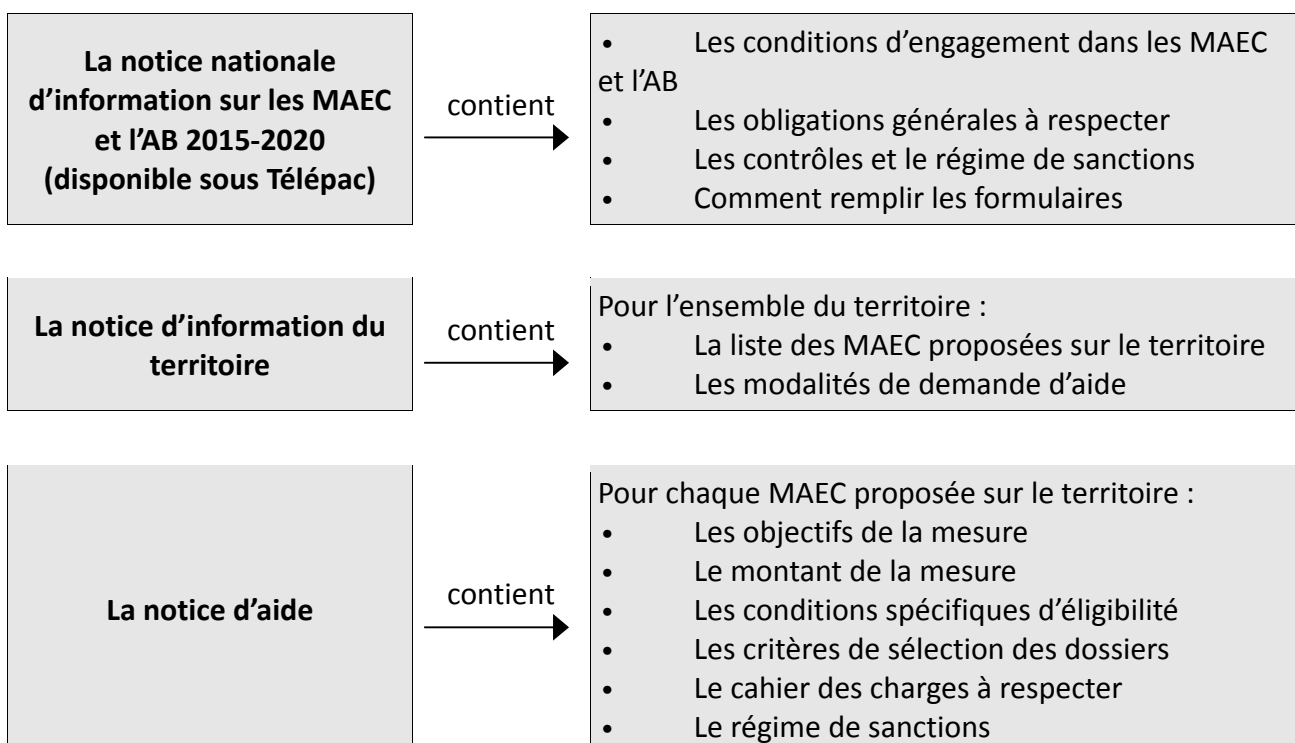 La notice nationale
d’information sur les MAEC
et l’AB 2015-2020
(disponible sous Télépac)
contient
• Les conditions d’engagement dans les MAEC
et l’AB
• Les obligations générales à respecter
• Les contrôles et le régime de sanctions
• Comment remplir les formulaires
La notice d’information du
territoire
contient
Pour l’ensemble du territoire :
• La liste des MAEC proposées sur le territoire
• Les modalités de demande d’aide
La notice d’aide
contient
Pour chaque MAEC proposée sur le territoire :
• Les objectifs de la mesure
• Le montant de la mesure
• Les conditions spécifiques d’éligibilité
• Les critères de sélection des dossiers
• Le cahier des charges à respecter
• Le régime de sanctions